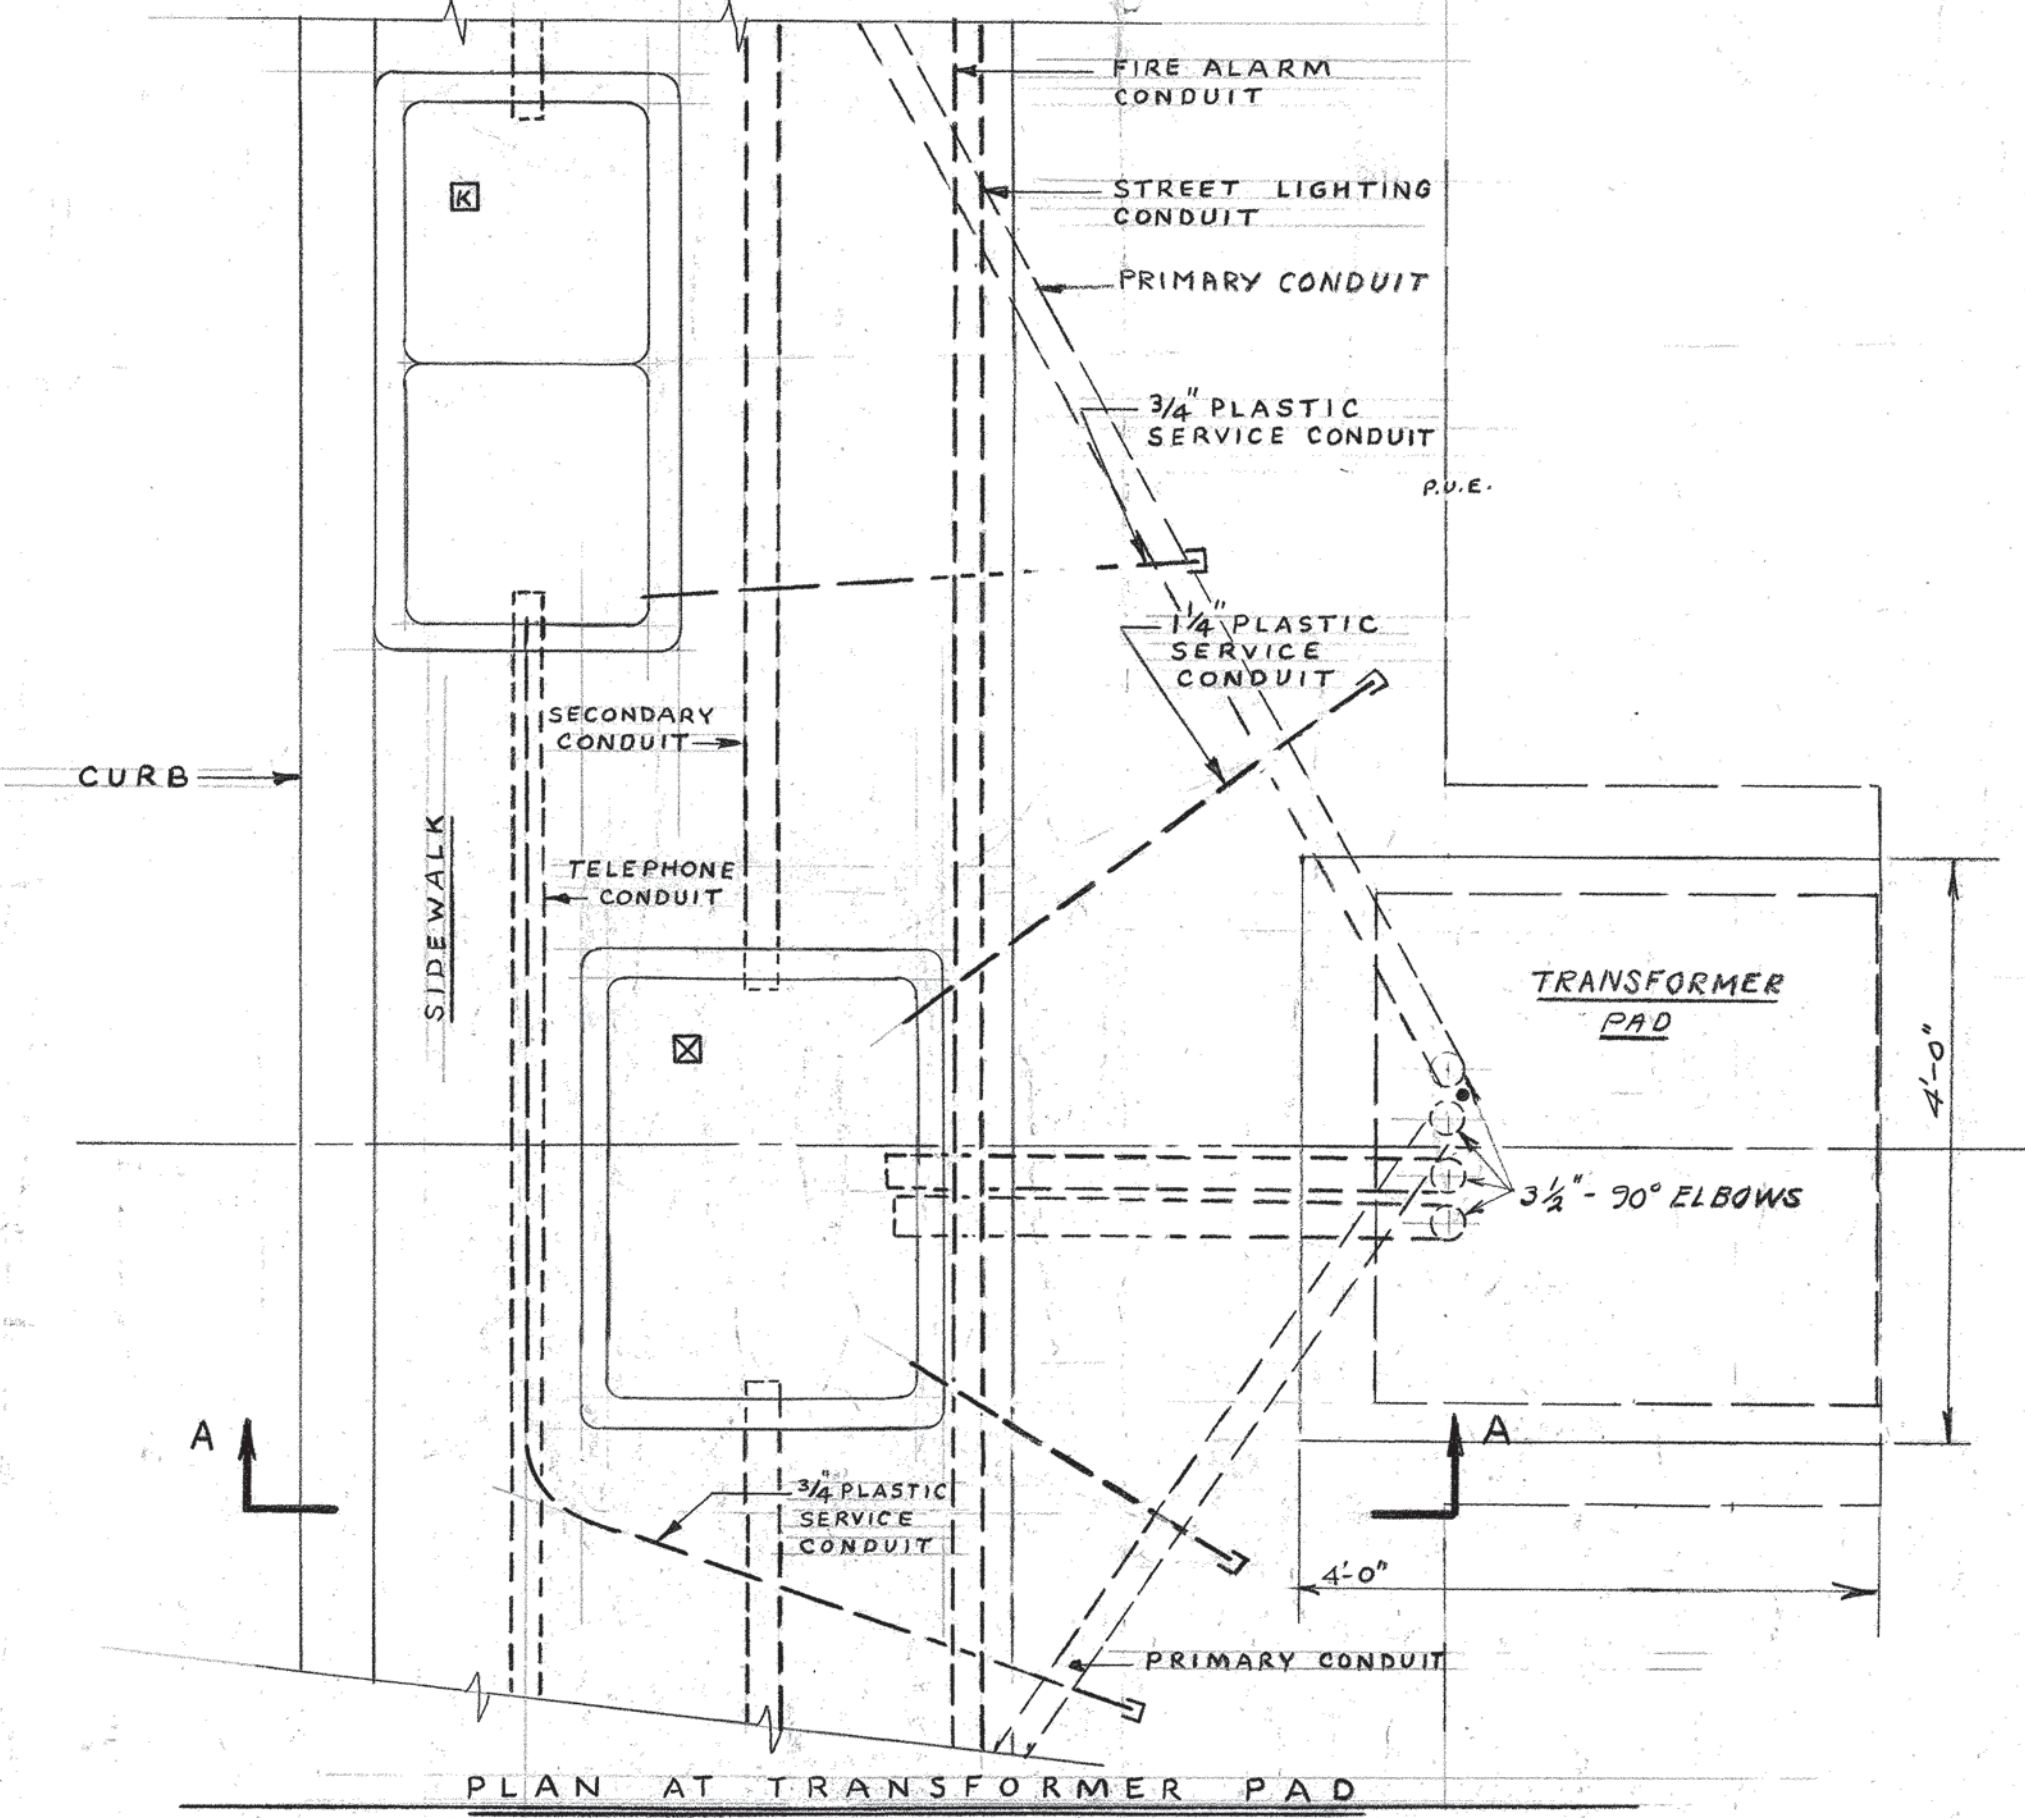 FIRE ALARM
CONDUIT
K
STREET LIGHTING
CONDUIT
PRIMARY CONDUIT
3/4" PLASTIC
SERVICE CONDUIT
P.U.E.
1 1/4" PLASTIC
SERVICE
CONDUIT
SECONDARY
CONDUIT
CURB
SIDEWALK
TELEPHONE
CONDUIT
TRANSFORMER
PAD
4'-0"
3 1/2" - 90° ELBOWS
A
A
3/4" PLASTIC
SERVICE
CONDUIT
4'-0"
PRIMARY CONDUIT
PLAN AT TRANSFORMER PAD